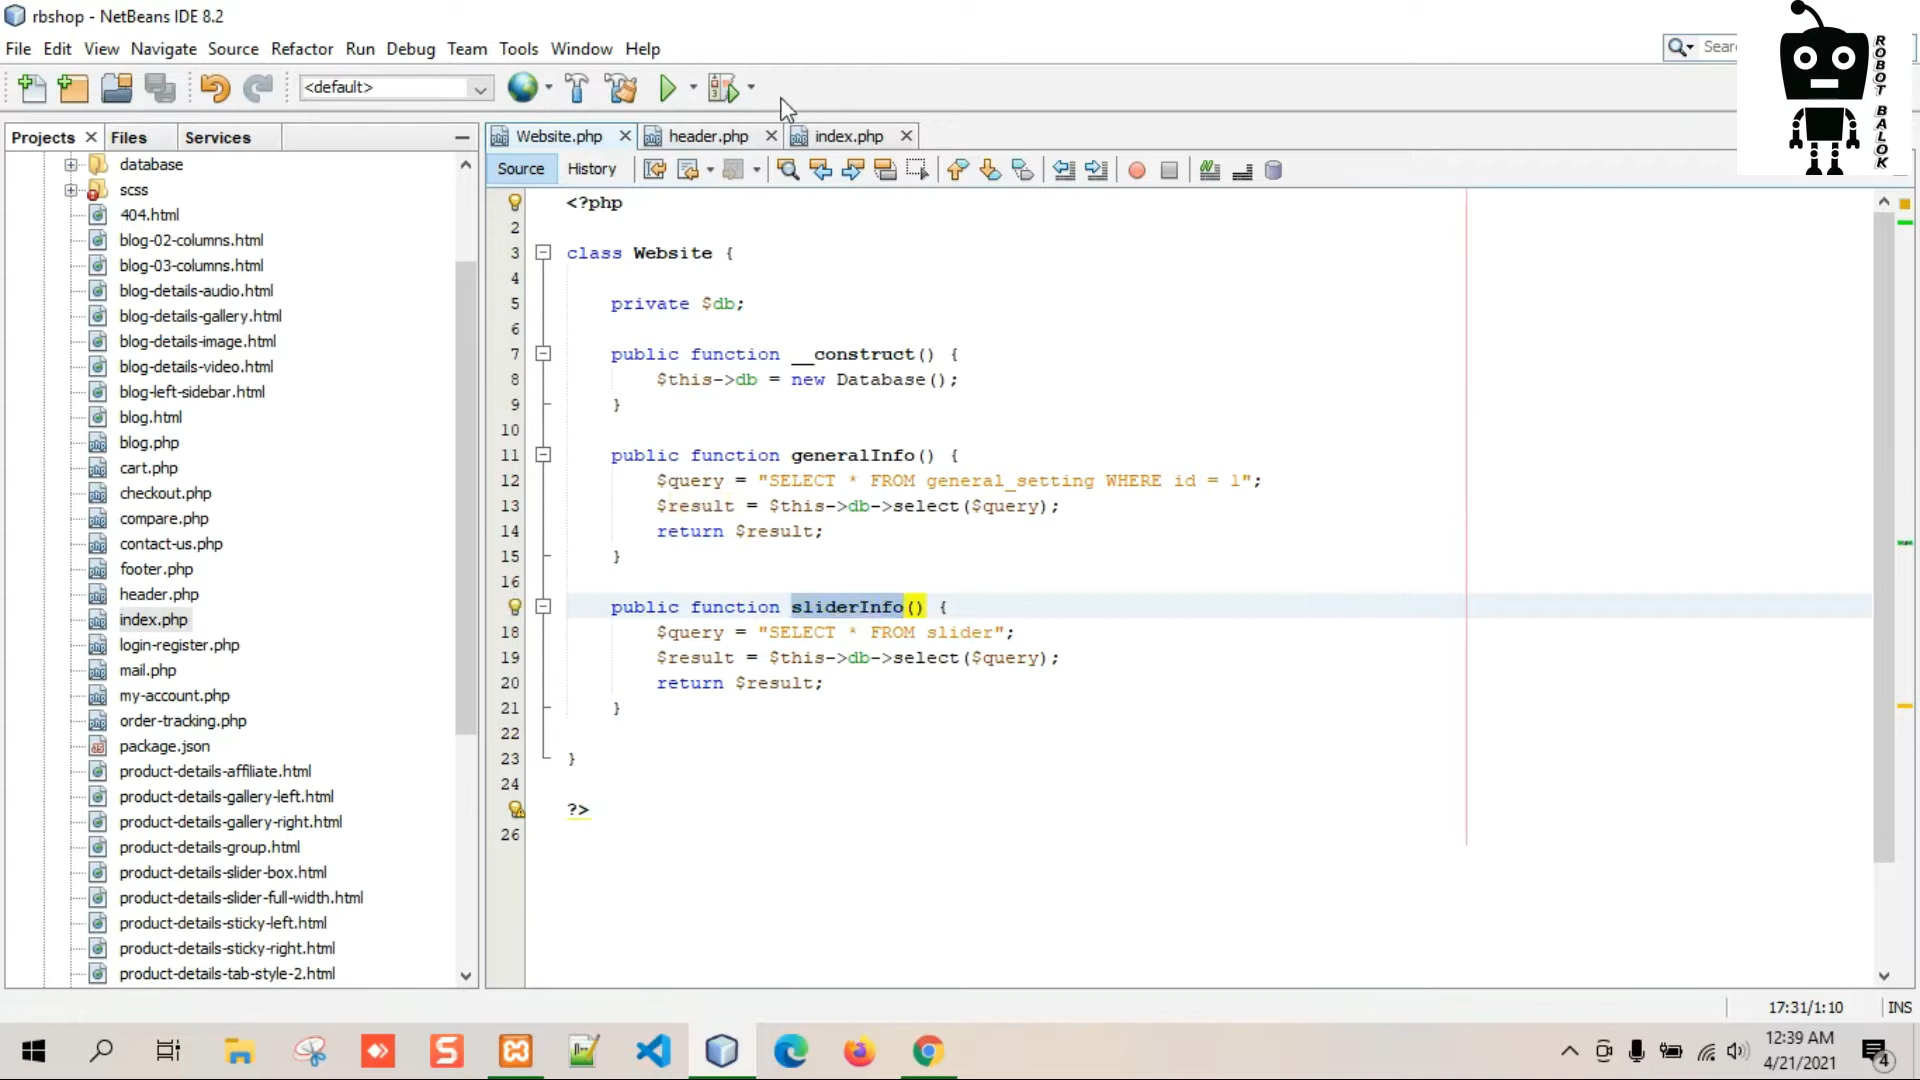 rbshop - NetBeans IDE 8.2
File Edit View Navigate Source Refactor Run Debug Team Tools Window Help
<default>
ROBOT BALOK
Projects Files Services
Website.php header.php index.php
Source History
database
scss
404.html
blog-02-columns.html
blog-03-columns.html
blog-details-audio.html
blog-details-gallery.html
blog-details-image.html
blog-details-video.html
blog-left-sidebar.html
blog.html
blog.php
cart.php
checkout.php
compare.php
contact-us.php
footer.php
header.php
index.php
login-register.php
mail.php
my-account.php
order-tracking.php
package.json
product-details-affiliate.html
product-details-gallery-left.html
product-details-gallery-right.html
product-details-group.html
product-details-slider-box.html
product-details-slider-full-width.html
product-details-sticky-left.html
product-details-sticky-right.html
product-details-tab-style-2.html
<?php
2
3 class Website {
4
5 private $db;
6
7 public function __construct() {
8 $this->db = new Database();
9 }
10
11 public function generalInfo() {
12 $query = "SELECT * FROM general_setting WHERE id = 1";
13 $result = $this->db->select($query);
14 return $result;
15 }
16
public function sliderInfo() {
18 $query = "SELECT * FROM slider";
19 $result = $this->db->select($query);
20 return $result;
21 }
22
23 }
24
?>
26
17:31/1:10 INS
12:39 AM
4/21/2021
4